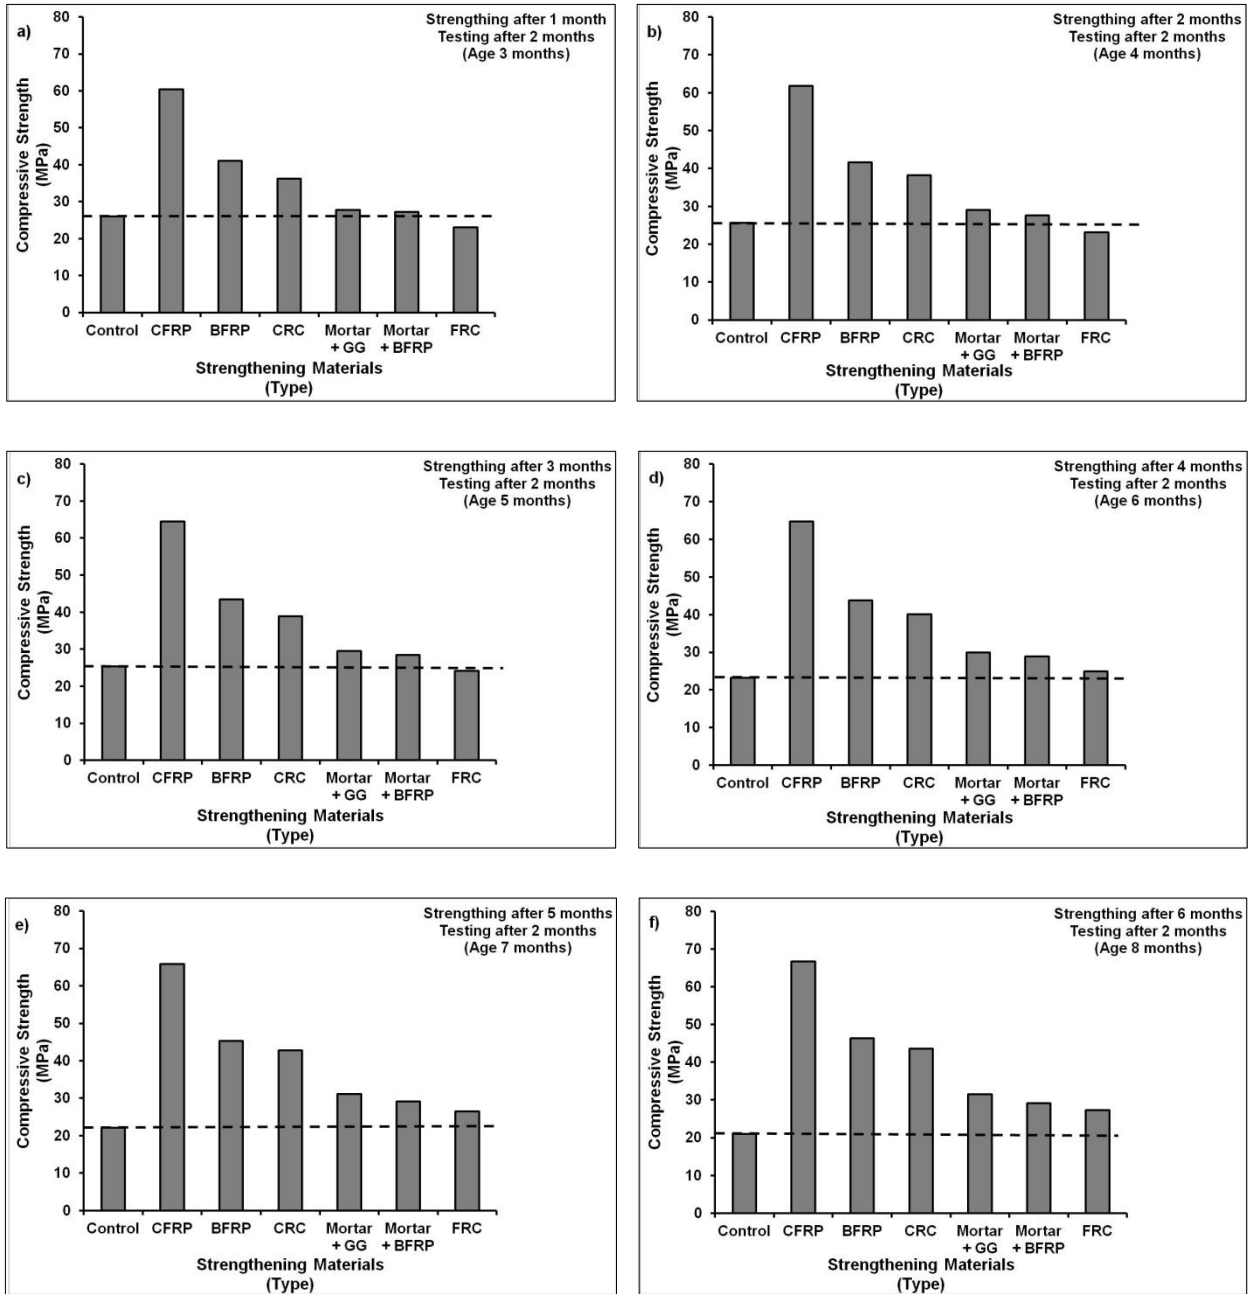 a)
Strengthing after 1 month
Testing after 2 months
(Age 3 months)
Compressive Strength
(MPa)
80
70
60
50
40
30
20
10
0
Control CFRP BFRP CRC Mortar Mortar FRC
+ GG + BFRP
Strengthening Materials
(Type)
b)
Strengthing after 2 months
Testing after 2 months
(Age 4 months)
Compressive Strength
(MPa)
80
70
60
50
40
30
20
10
0
Control CFRP BFRP CRC Mortar Mortar FRC
+ GG + BFRP
Strengthening Materials
(Type)
c)
Strengthing after 3 months
Testing after 2 months
(Age 5 months)
Compressive Strength
(MPa)
80
70
60
50
40
30
20
10
0
Control CFRP BFRP CRC Mortar Mortar FRC
+ GG + BFRP
Strengthening Materials
(Type)
d)
Strengthing after 4 months
Testing after 2 months
(Age 6 months)
Compressive Strength
(MPa)
80
70
60
50
40
30
20
10
0
Control CFRP BFRP CRC Mortar Mortar FRC
+ GG + BFRP
Strengthening Materials
(Type)
e)
Strengthing after 5 months
Testing after 2 months
(Age 7 months)
Compressive Strength
(MPa)
80
70
60
50
40
30
20
10
0
Control CFRP BFRP CRC Mortar Mortar FRC
+ GG + BFRP
Strengthening Materials
(Type)
f)
Strengthing after 6 months
Testing after 2 months
(Age 8 months)
Compressive Strength
(MPa)
80
70
60
50
40
30
20
10
0
Control CFRP BFRP CRC Mortar Mortar FRC
+ GG + BFRP
Strengthening Materials
(Type)